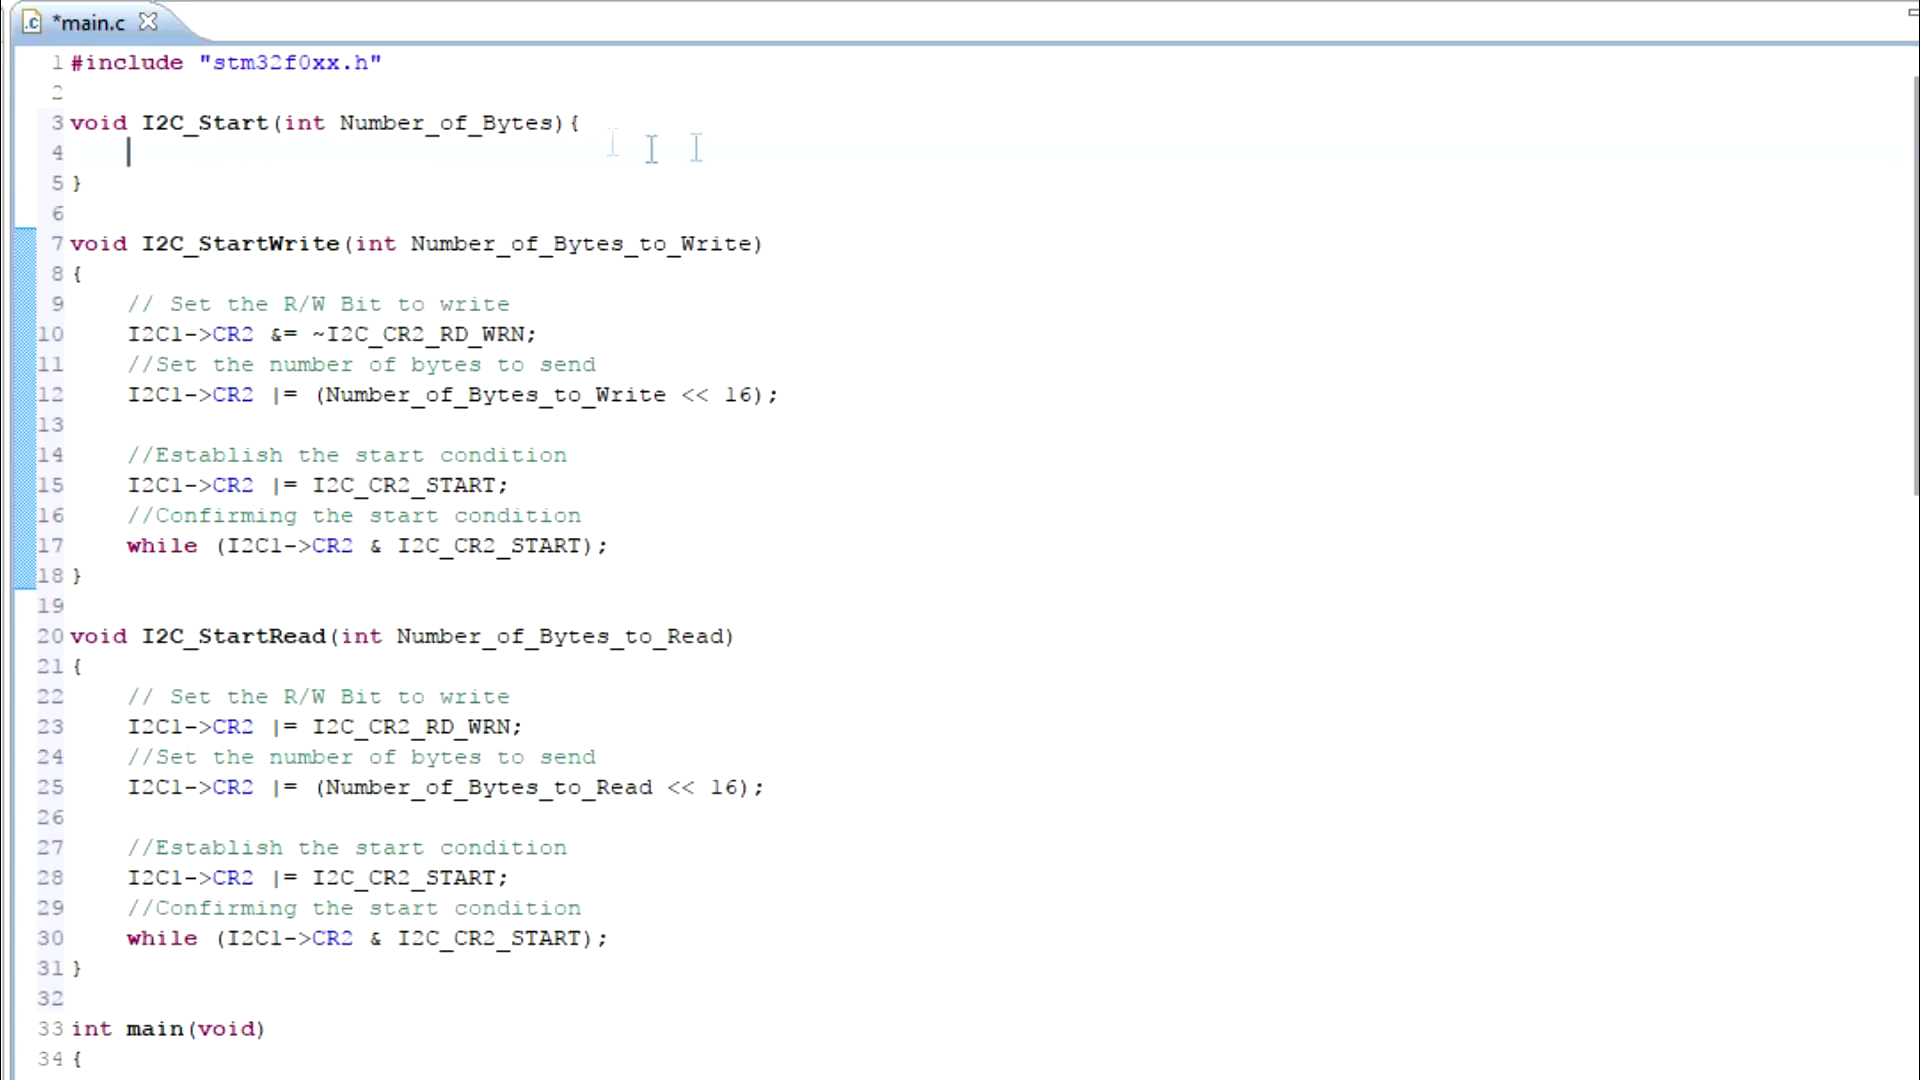 *main.c
1 #include "stm32f0xx.h"
2
3 void I2C_Start(int Number_of_Bytes){
4
5 }
6
7 void I2C_StartWrite(int Number_of_Bytes_to_Write)
8 {
9 // Set the R/W Bit to write
10 I2C1->CR2 &= ~I2C_CR2_RD_WRN;
11 //Set the number of bytes to send
12 I2C1->CR2 |= (Number_of_Bytes_to_Write << 16);
13
14 //Establish the start condition
15 I2C1->CR2 |= I2C_CR2_START;
16 //Confirming the start condition
17 while (I2C1->CR2 & I2C_CR2_START);
18 }
19
20 void I2C_StartRead(int Number_of_Bytes_to_Read)
21 {
22 // Set the R/W Bit to write
23 I2C1->CR2 |= I2C_CR2_RD_WRN;
24 //Set the number of bytes to send
25 I2C1->CR2 |= (Number_of_Bytes_to_Read << 16);
26
27 //Establish the start condition
28 I2C1->CR2 |= I2C_CR2_START;
29 //Confirming the start condition
30 while (I2C1->CR2 & I2C_CR2_START);
31 }
32
33 int main(void)
34 {